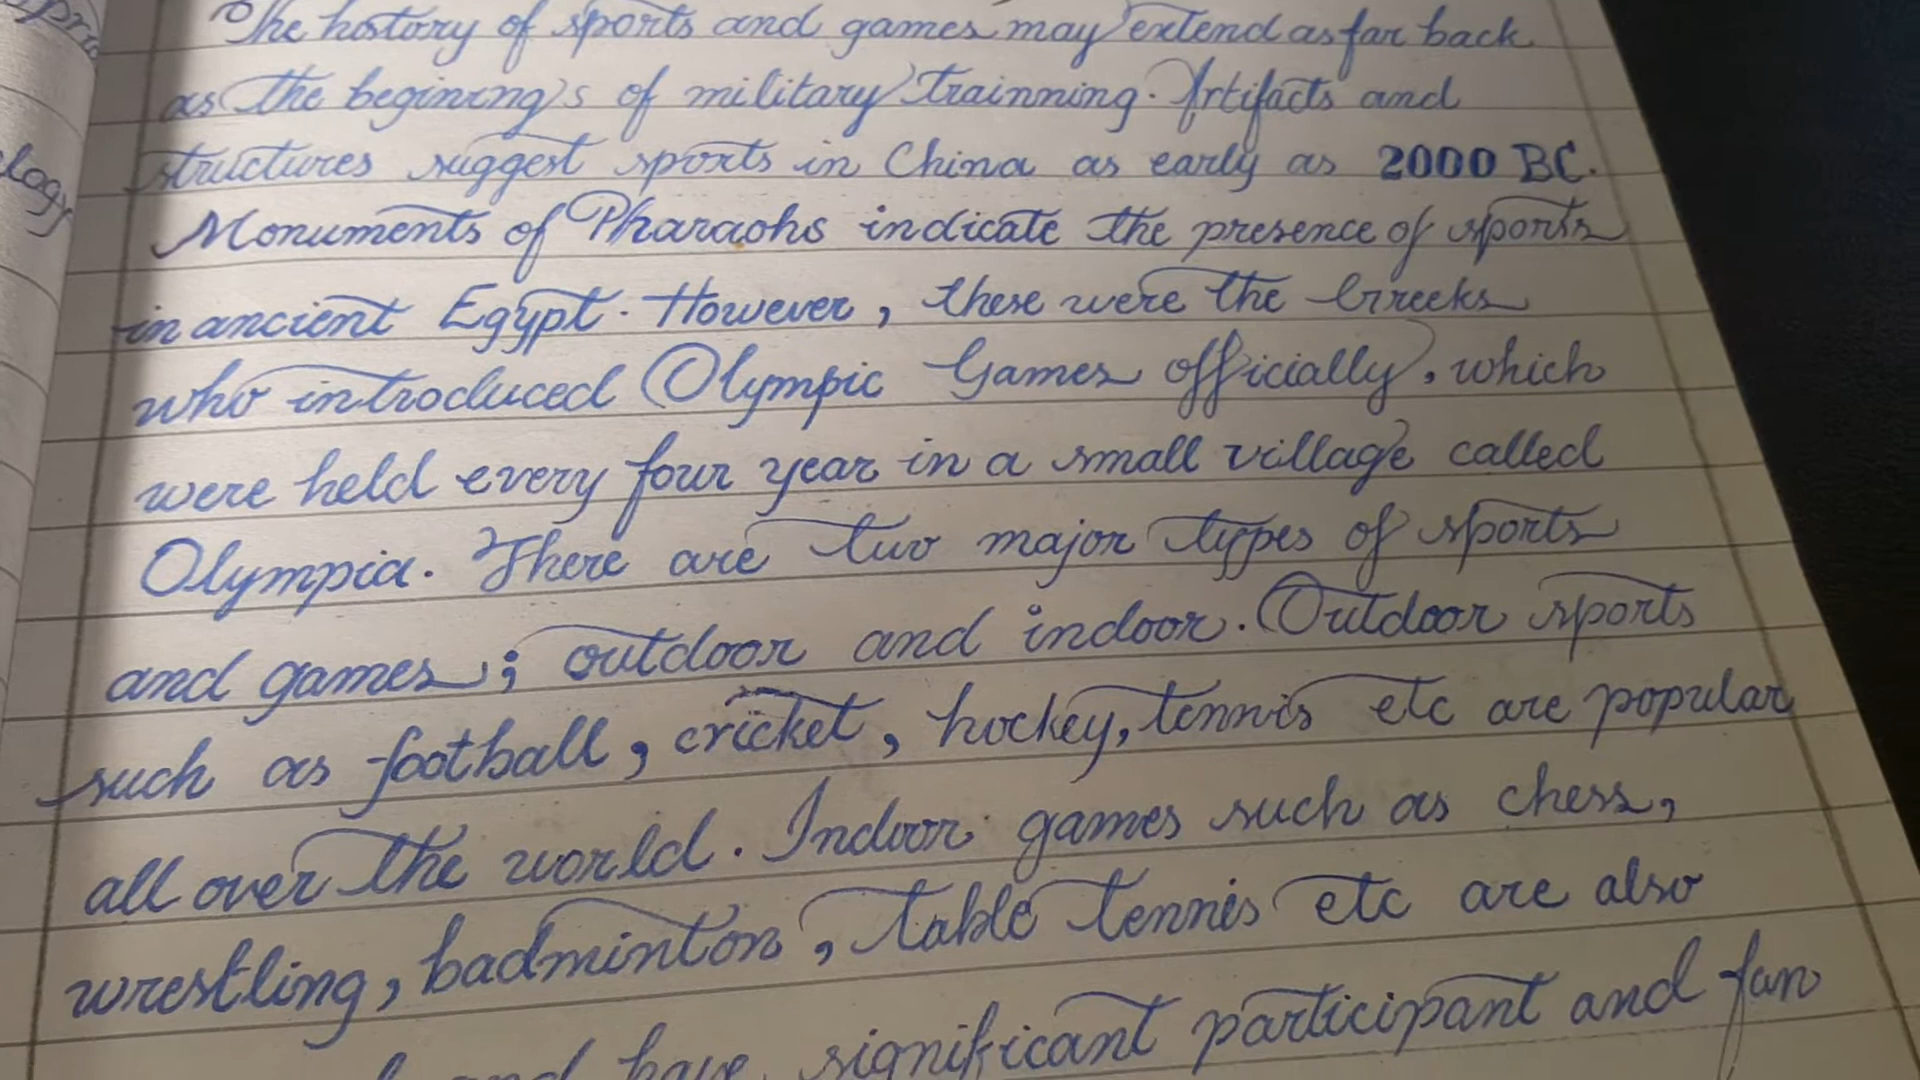 The history of sports and games may extend as far back
as the begining's of military trainning. Artifacts and
structures suggest sports in China as early as 2000 BC.
Monuments of Pharaohs indicate the presence of sports
in ancient Egypt. However, these were the Greeks
who introduced Olympic Games officially, which
were held every four year in a small village called
Olympia. There are two major types of sports
and games; outdoor and indoor. Outdoor sports
such as football, cricket, hockey, tennis etc are popular
all over the world. Indoor games such as chess,
wrestling, badminton, table tennis etc are also
and have significant participant and fan